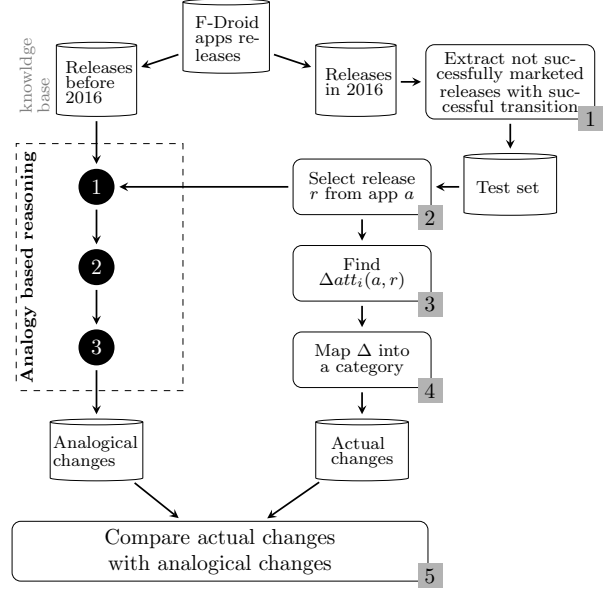 F-Droid
apps re-
leases
knowldge
base
Releases
before
2016
Releases
in 2016
Extract not suc-
cessfully marketed
releases with suc-
cessful transition
1
Analogy based reasoning
1
Select release
r from app a
2
Test set
2
Find
Δatt_i(a, r)
3
3
Map Δ into
a category
4
Analogical
changes
Actual
changes
Compare actual changes
with analogical changes
5